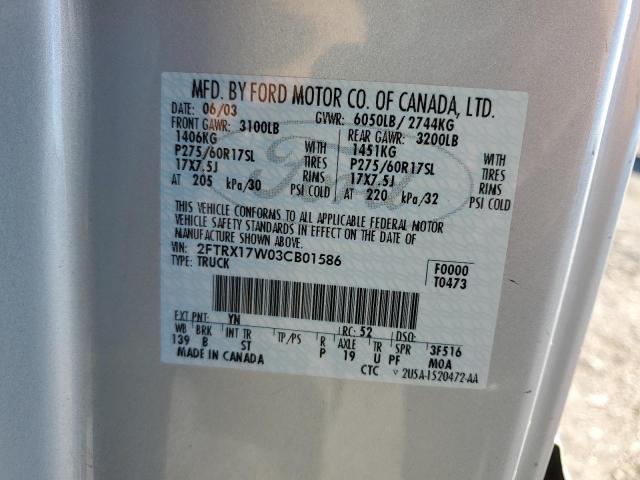 MFD. BY FORD MOTOR CO. OF CANADA, LTD.
DATE: 06/03 GVWR: 6050LB/ 2744KG
FRONT GAWR: 3100LB REAR GAWR: 3200LB
1406KG WITH 1451KG WITH
P275/60R17SL TIRES P275/60R17SL TIRES
17X7.5J RIMS 17X7.5J RIMS
AT 205 kPa/30 PSI COLD AT 220 kPa/32 PSI COLD
Ford
THIS VEHICLE CONFORMS TO ALL APPLICABLE FEDERAL MOTOR
VEHICLE SAFETY STANDARDS IN EFFECT ON THE DATE OF
MANUFACTURE SHOWN ABOVE.
VIN: 2FTRX17W03CB01586 F0000
TYPE: TRUCK T0473
EXT PNT: YN RC: 52 DSO:
WB BRK INT TR TP/PS R AXLE TR SPR 3F516
139 B ST P 19 U PF MOA
MADE IN CANADA CTC V 2U5A-1520472-AA